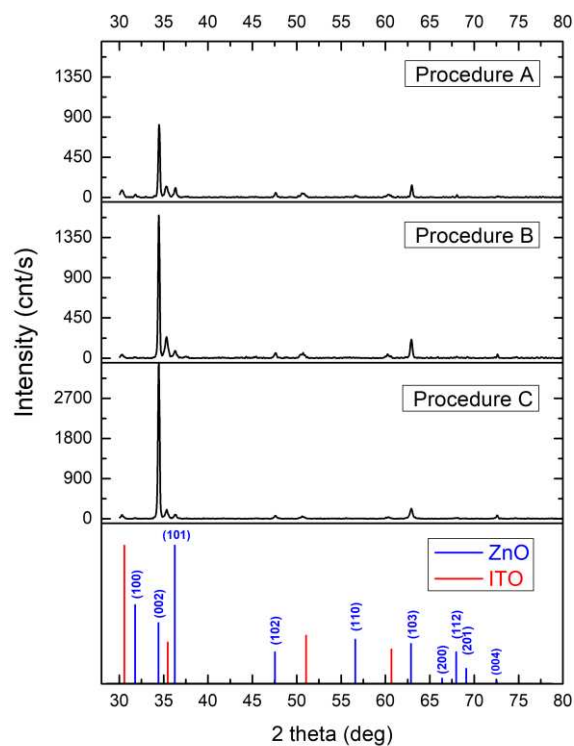 30 35 40 45 50 55 60 65 70 75 80
1350
900
450
0
Procedure A
1350
900
450
0
Procedure B
2700
1800
900
0
Procedure C
Intensity (cnt/s)
ZnO
ITO
(100)
(002)
(101)
(102)
(110)
(103)
(200)
(112)
(201)
(004)
30 35 40 45 50 55 60 65 70 75 80
2 theta (deg)